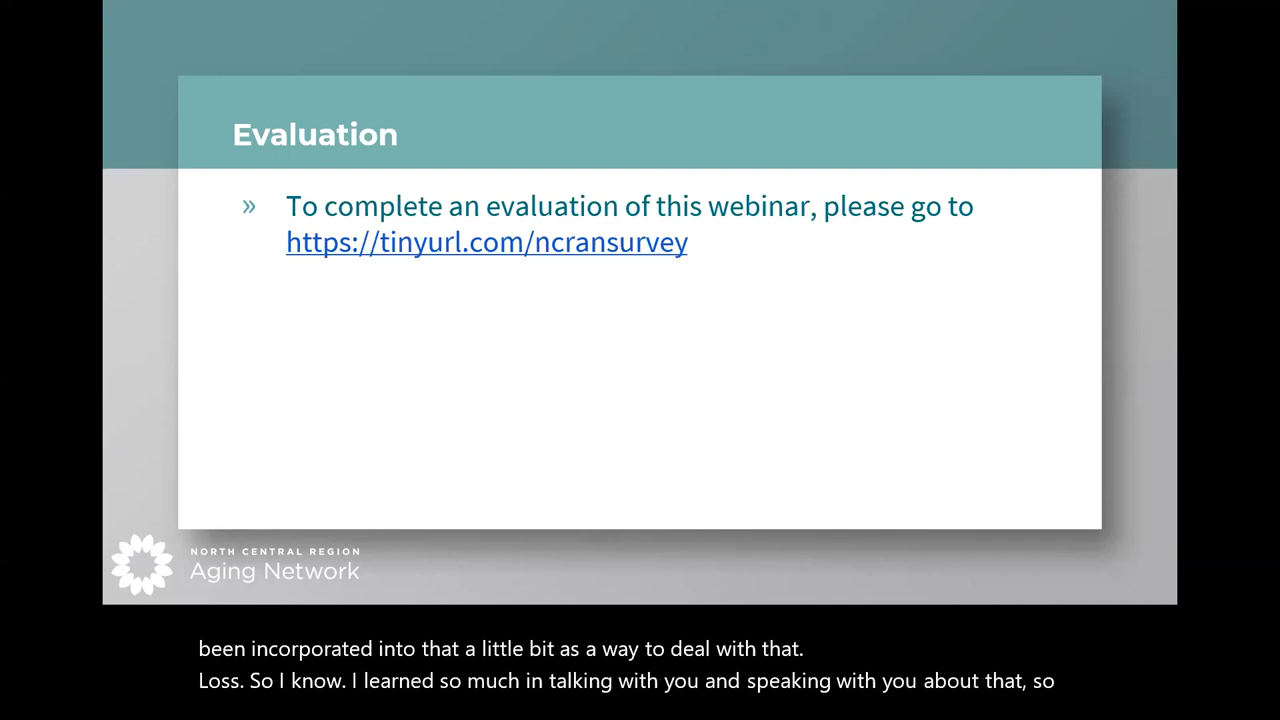 Evaluation
» To complete an evaluation of this webinar, please go to
https://tinyurl.com/ncransurvey
NORTH CENTRAL REGION
Aging Network
been incorporated into that a little bit as a way to deal with that.
Loss. So I know. I learned so much in talking with you and speaking with you about that, so